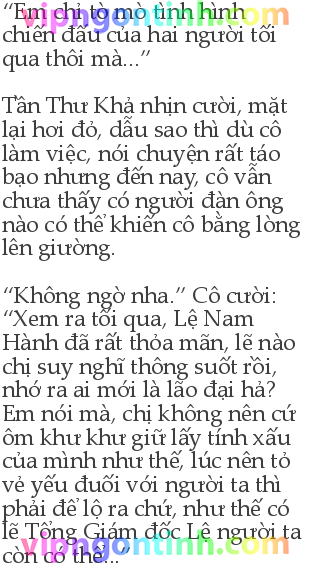 “Em chỉ tò mò tình hình
chiến đấu của hai người tối
qua thôi mà...”
Tần Thư Khả nhịn cười, mặt
lại hơi đỏ, dẫu sao thì dù cô
làm việc, nói chuyện rất táo
bạo nhưng đến nay, cô vẫn
chưa thấy có người đàn ông
nào có thể khiến cô bằng lòng
lên giường.
“Không ngờ nha.” Cô cười:
“Xem ra tối qua, Lệ Nam
Hành đã rất thỏa mãn, lẽ nào
chị suy nghĩ thông suốt rồi,
nhớ ra ai mới là lão đại hả?
Em nói mà, chị không nên cứ
ôm khư khư giữ lấy tính xấu
của mình như thế, lúc nên tỏ
vẻ yếu đuối với người ta thì
phải để lộ ra chứ, như thế có
lẽ Tổng Giám đốc Lệ người ta
còn có thể...”
vipngontinh.com
vipngontinh.com